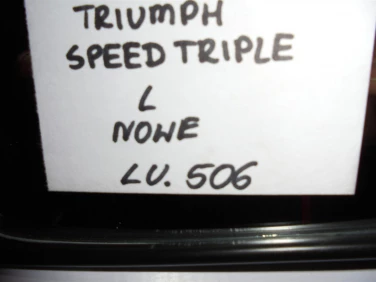 TRIUMPH
SPEED TRIPLE
L
NOWE
LU. 506